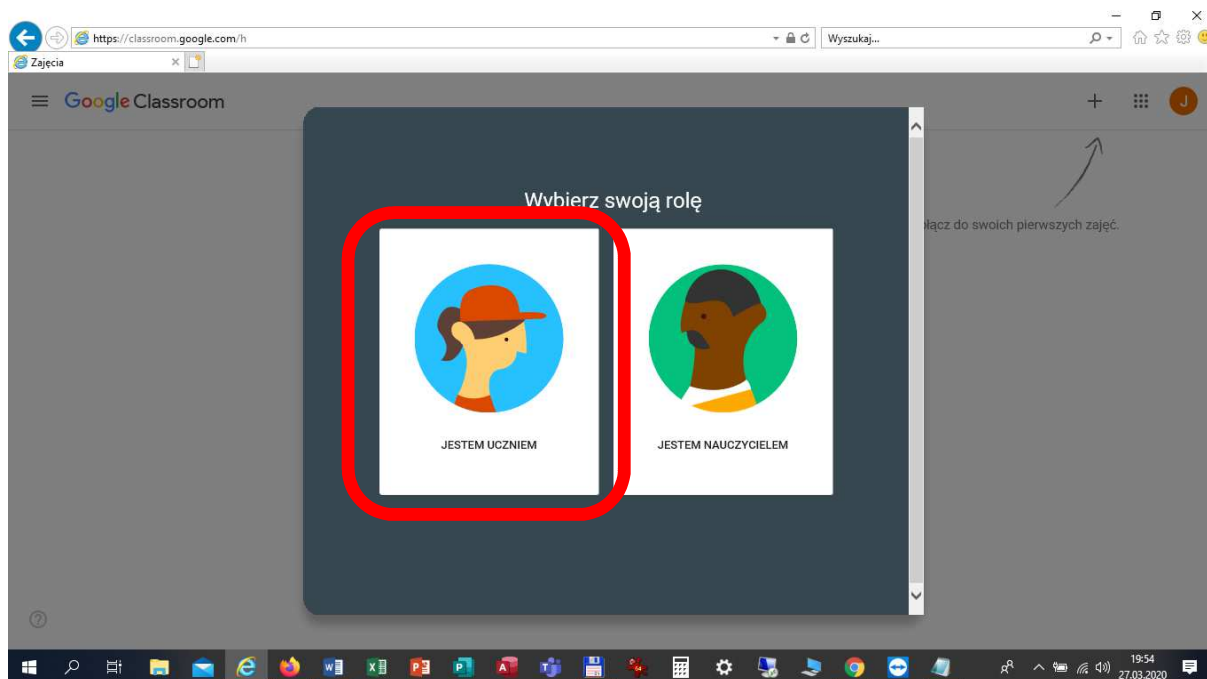 https://classroom.google.com/h
Wyszukaj...
Zajęcia
Google Classroom
J
Wybierz swoją rolę
łącz do swoich pierwszych zajęć.
JESTEM UCZNIEM
JESTEM NAUCZYCIELEM
19:54
27.03.2020